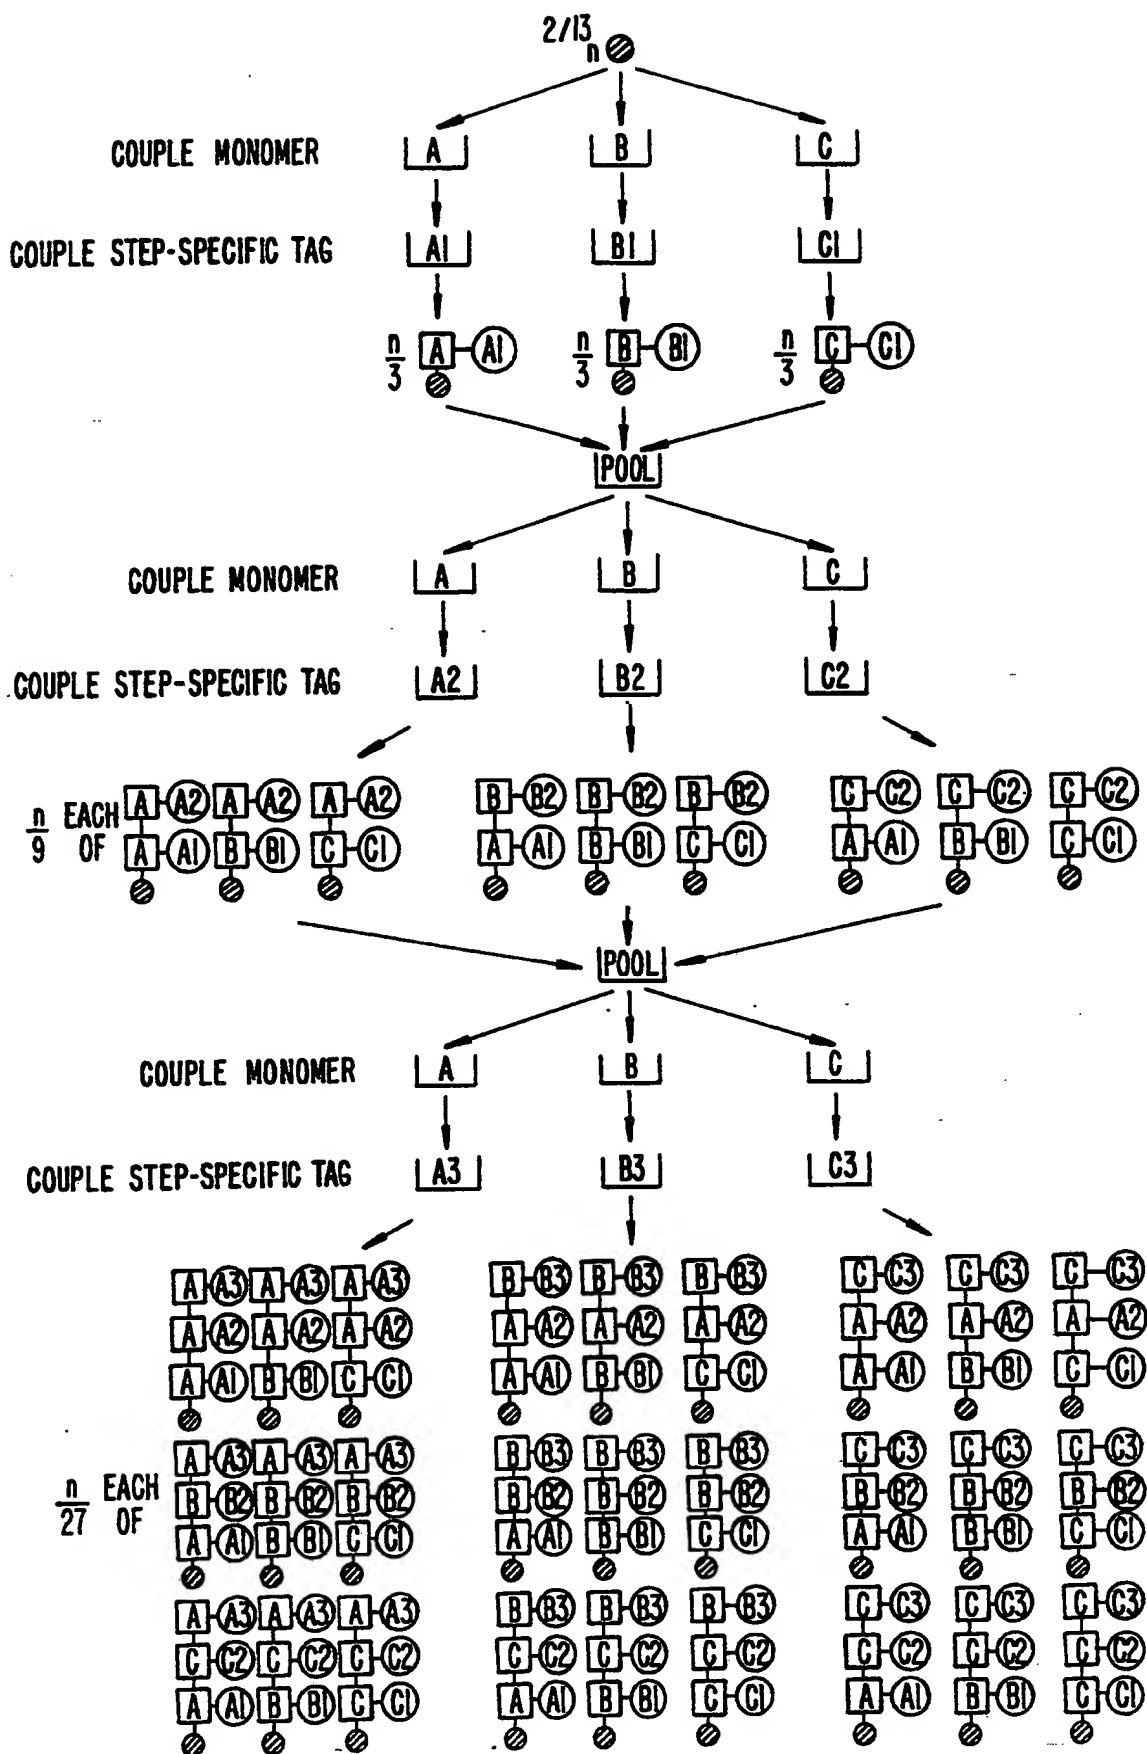 2/13
n
COUPLE MONOMER A B C
COUPLE STEP-SPECIFIC TAG A1 B1 C1
n/3 A A1 n/3 B B1 n/3 C C1
POOL
COUPLE MONOMER A B C
COUPLE STEP-SPECIFIC TAG A2 B2 C2
A A2 A A2 A A2 B B2 B B2 B B2 C C2 C C2 C C2
n/9 EACH OF A A1 B B1 C C1 A A1 B B1 C C1 A A1 B B1 C C1
POOL
COUPLE MONOMER A B C
COUPLE STEP-SPECIFIC TAG A3 B3 C3
A A3 A A3 A A3 B B3 B B3 B B3 C C3 C C3 C C3
A A2 A A2 A A2 A A2 A A2 A A2 A A2 A A2 A A2
A A1 B B1 C C1 A A1 B B1 C C1 A A1 B B1 C C1
A A3 A A3 A A3 B B3 B B3 B B3 C C3 C C3 C C3
n/27 EACH OF B B2 B B2 B B2 B B2 B B2 B B2 B B2 B B2 B B2
A A1 B B1 C C1 A A1 B B1 C C1 A A1 B B1 C C1
A A3 A A3 A A3 B B3 B B3 B B3 C C3 C C3 C C3
C C2 C C2 C C2 C C2 C C2 C C2 C C2 C C2 C C2
A A1 B B1 C C1 A A1 B B1 C C1 A A1 B B1 C C1